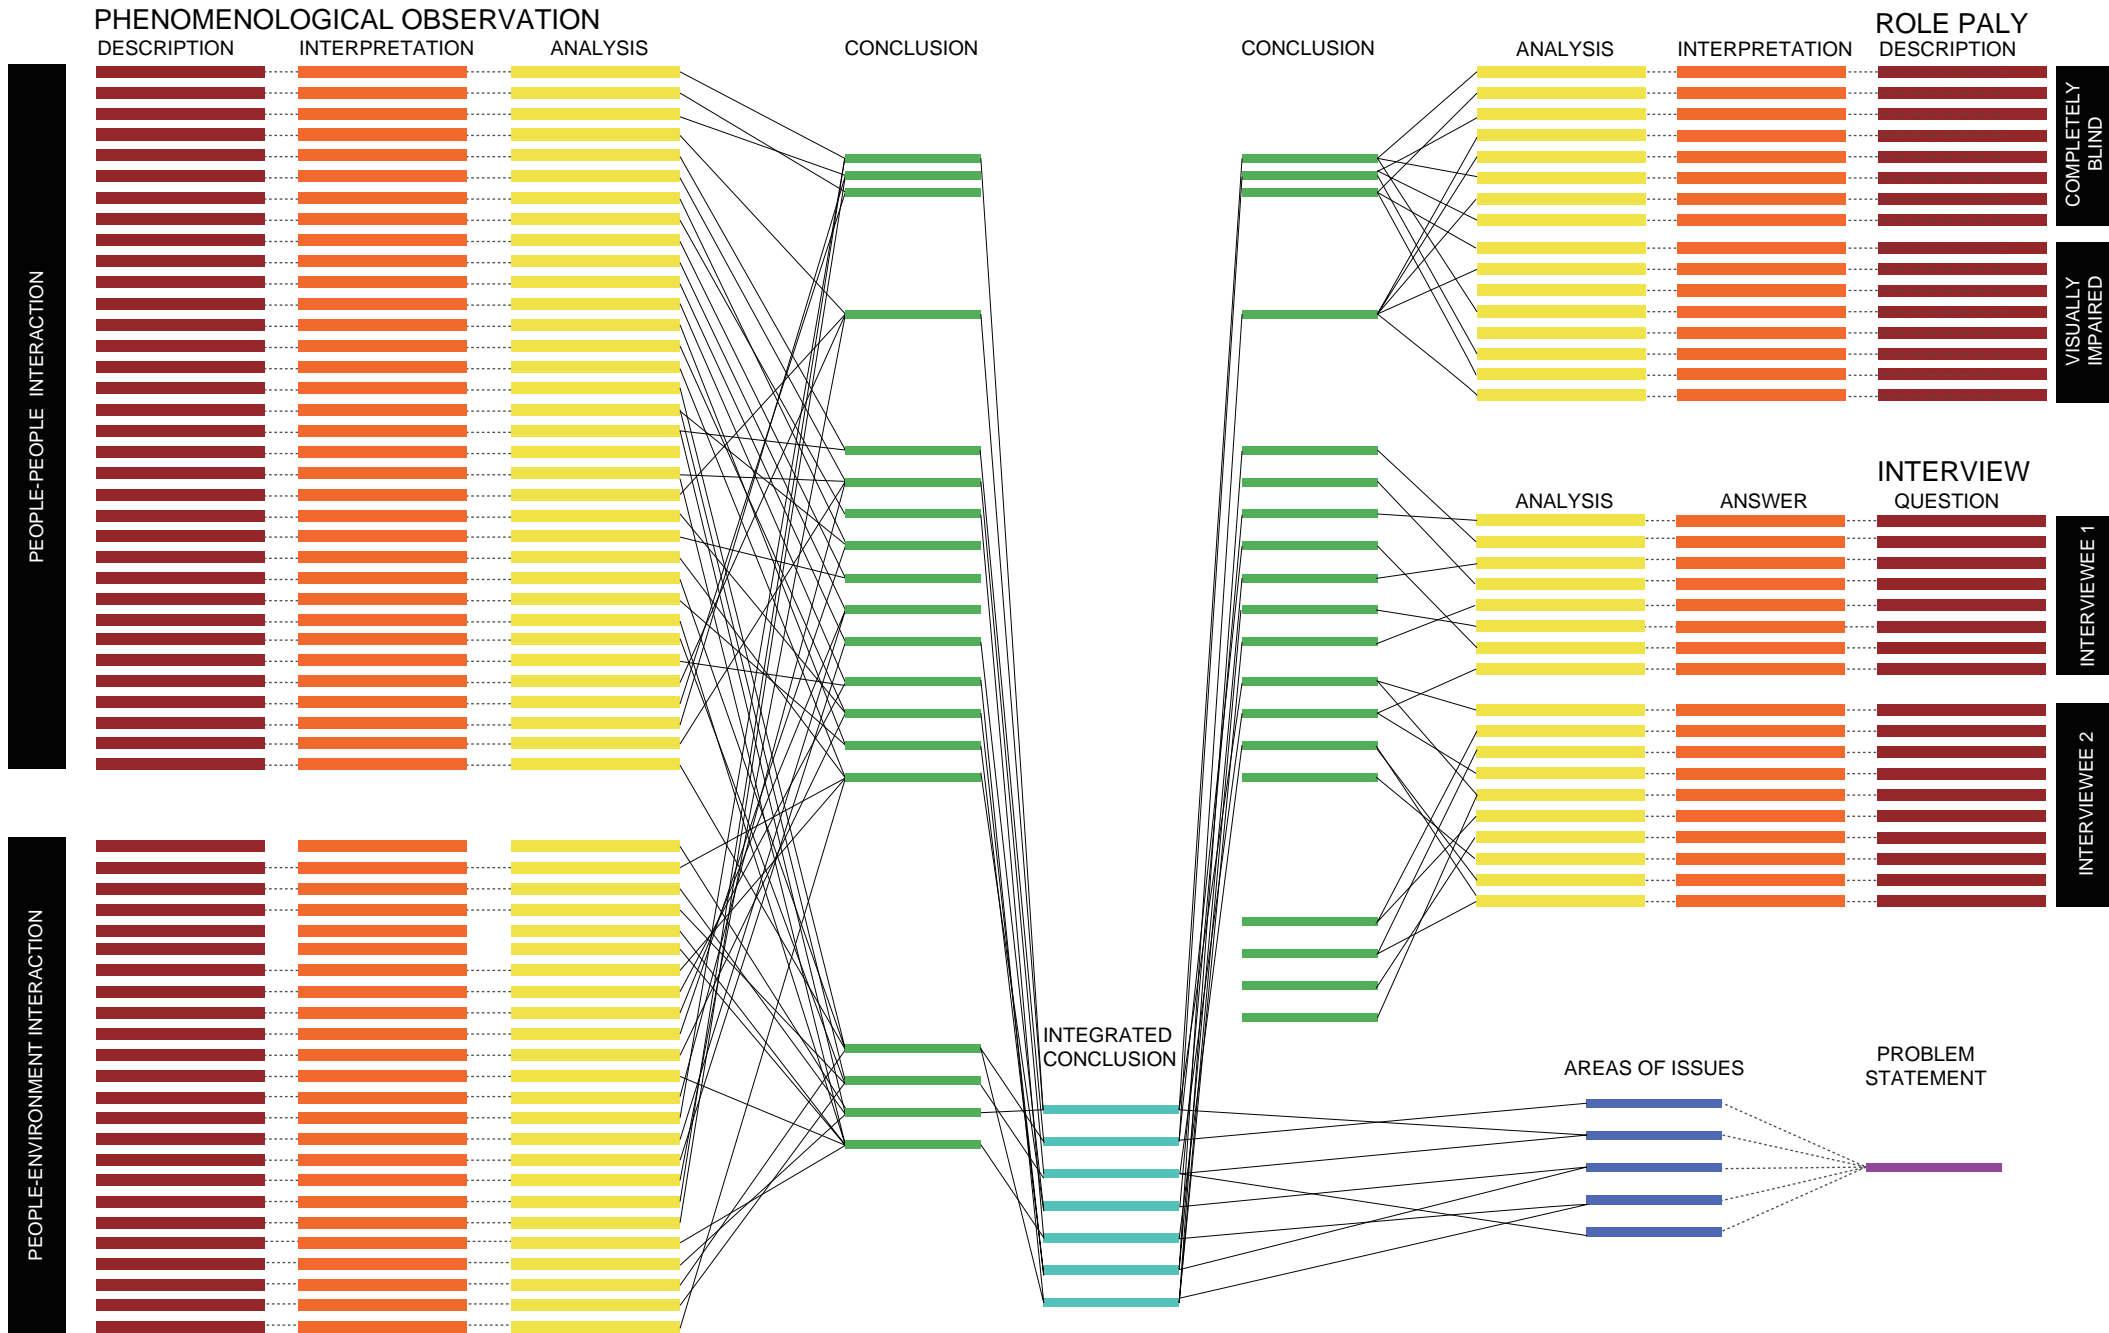 PHENOMENOLOGICAL OBSERVATION
DESCRIPTION
INTERPRETATION
ANALYSIS
CONCLUSION
PEOPLE-PEOPLE INTERACTION
PEOPLE-ENVIRONMENT INTERACTION
CONCLUSION
ROLE PALY
ANALYSIS
INTERPRETATION
DESCRIPTION
COMPLETELY
BLIND
VISUALLY
IMPAIRED
INTERVIEW
ANALYSIS
ANSWER
QUESTION
INTERVIEWEE 1
INTERVIEWEE 2
INTEGRATED
CONCLUSION
AREAS OF ISSUES
PROBLEM
STATEMENT